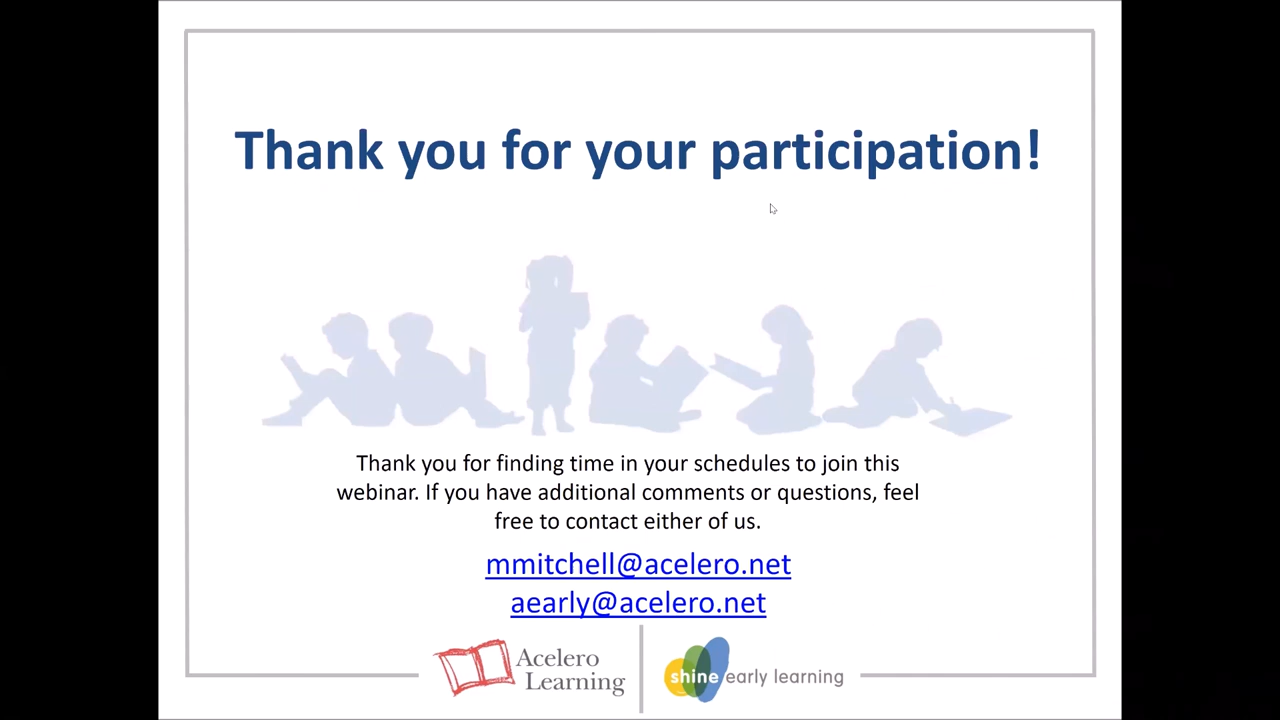 Thank you for your participation!
Thank you for finding time in your schedules to join this
webinar. If you have additional comments or questions, feel
free to contact either of us.
mmitchell@acelero.net
aearly@acelero.net
Acelero
Learning
shine early learning